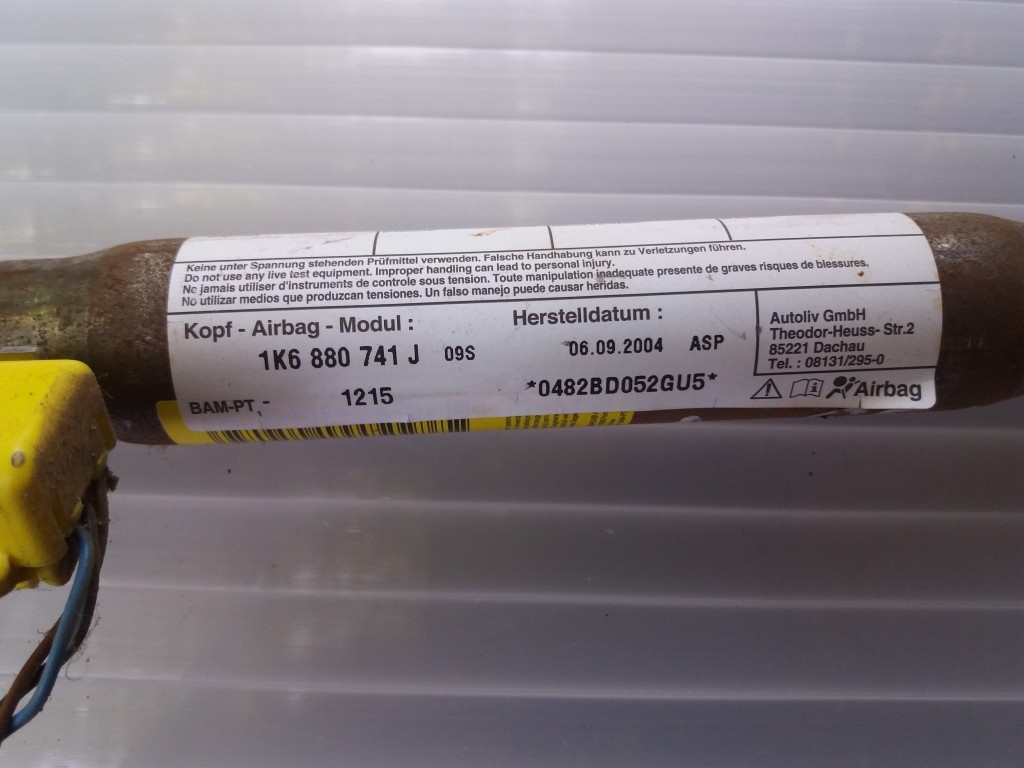 Keine unter Spannung stehenden Prüfmittel verwenden. Falsche Handhabung kann zu Verletzungen führen.
Do not use any live test equipment. Improper handling can lead to personal injury.
Ne jamais utiliser d'instruments de controle sous tension. Toute manipulation inadequate presente de graves risques de blessures.
No utilizar medios que produzcan tensiones. Un falso manejo puede causar heridas.
Kopf - Airbag - Modul :
1K6 880 741 J 09S
BAM-PT,- 1215
Herstelldatum :
06.09.2004 ASP
*0482BD052GU5*
Autoliv GmbH
Theodor-Heuss- Str.2
85221 Dachau
Tel. : 08131/295-0
Airbag